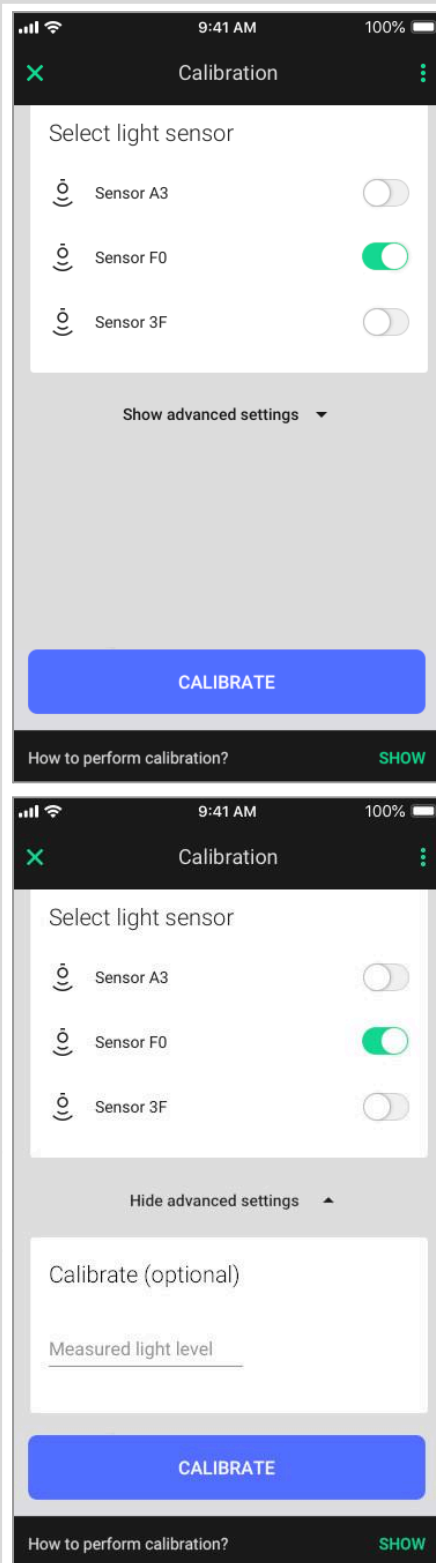 9:41 AM 100%
Calibration
Select light sensor
Sensor A3
Sensor F0
Sensor 3F
Show advanced settings
CALIBRATE
How to perform calibration? SHOW
9:41 AM 100%
Calibration
Select light sensor
Sensor A3
Sensor F0
Sensor 3F
Hide advanced settings
Calibrate (optional)
Measured light level
CALIBRATE
How to perform calibration? SHOW